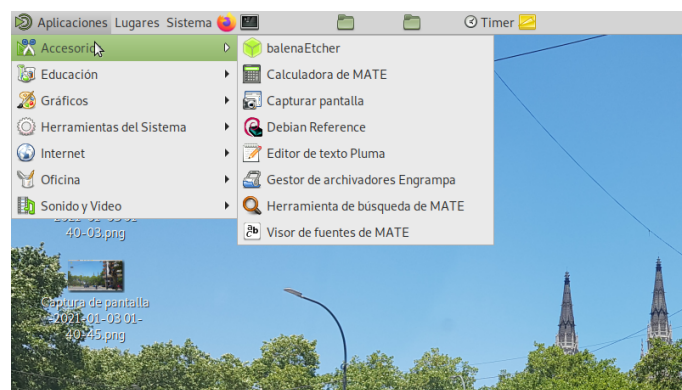 Aplicaciones Lugares Sistema Timer
Accesorios
balenaEtcher
Educación
Calculadora de MATE
Gráficos
Capturar pantalla
Herramientas del Sistema
Debian Reference
Internet
Editor de texto Pluma
Oficina
Gestor de archivadores Engrampa
Sonido y Video
Herramienta de búsqueda de MATE
Visor de fuentes de MATE
40-03.png
Captura de pantalla
-2021-01-03 01-
40-45.png